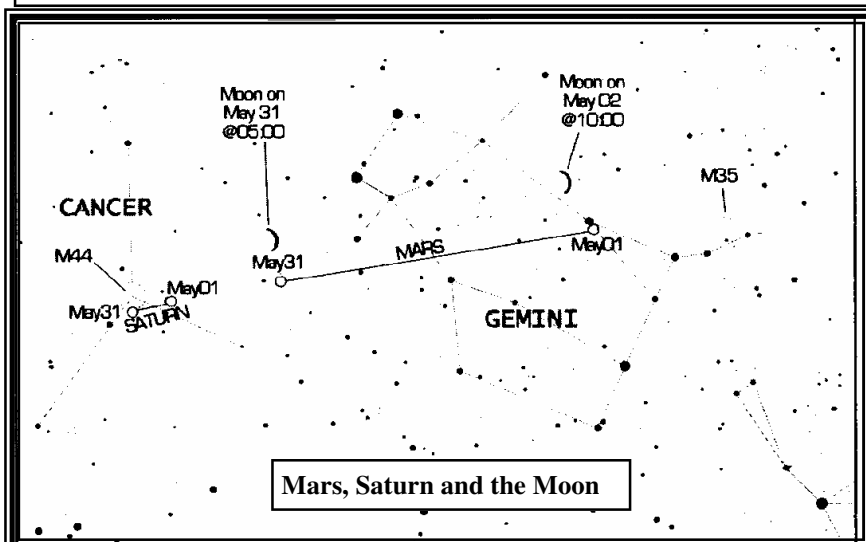 Moon on
May 31
@05:00
Moon on
May 02
@10:00
M35
CANCER
M44
May31
MARS
May01
May01
May31
SATURN
GEMINI
Mars, Saturn and the Moon